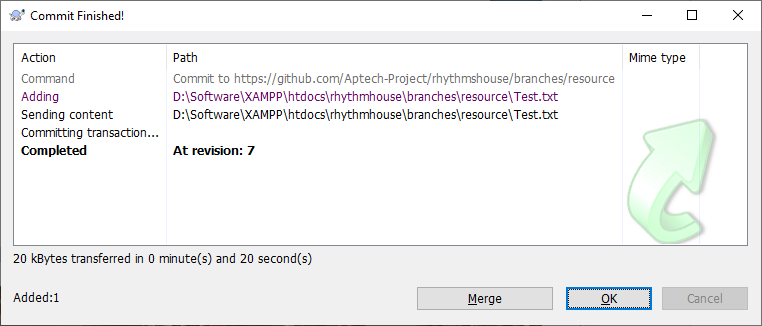 Commit Finished!
Action Path Mime type
Command Commit to https://github.com/Aptech-Project/rhythmshouse/branches/resource
Adding D:\Software\XAMPP\htdocs\rhythmhouse\branches\resource\Test.txt
Sending content D:\Software\XAMPP\htdocs\rhythmhouse\branches\resource\Test.txt
Committing transaction...
Completed At revision: 7
20 kBytes transferred in 0 minute(s) and 20 second(s)
Added:1 Merge OK Cancel